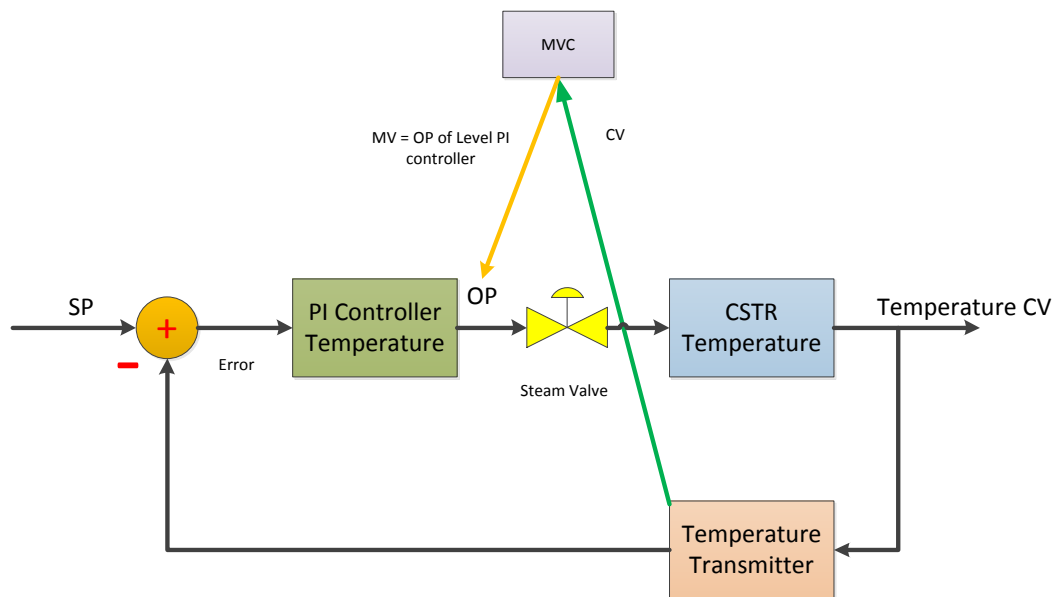 MVC
MV = OP of Level PI
controller
CV
SP
+
−
Error
PI Controller
Temperature
OP
Steam Valve
CSTR
Temperature
Temperature CV
Temperature
Transmitter